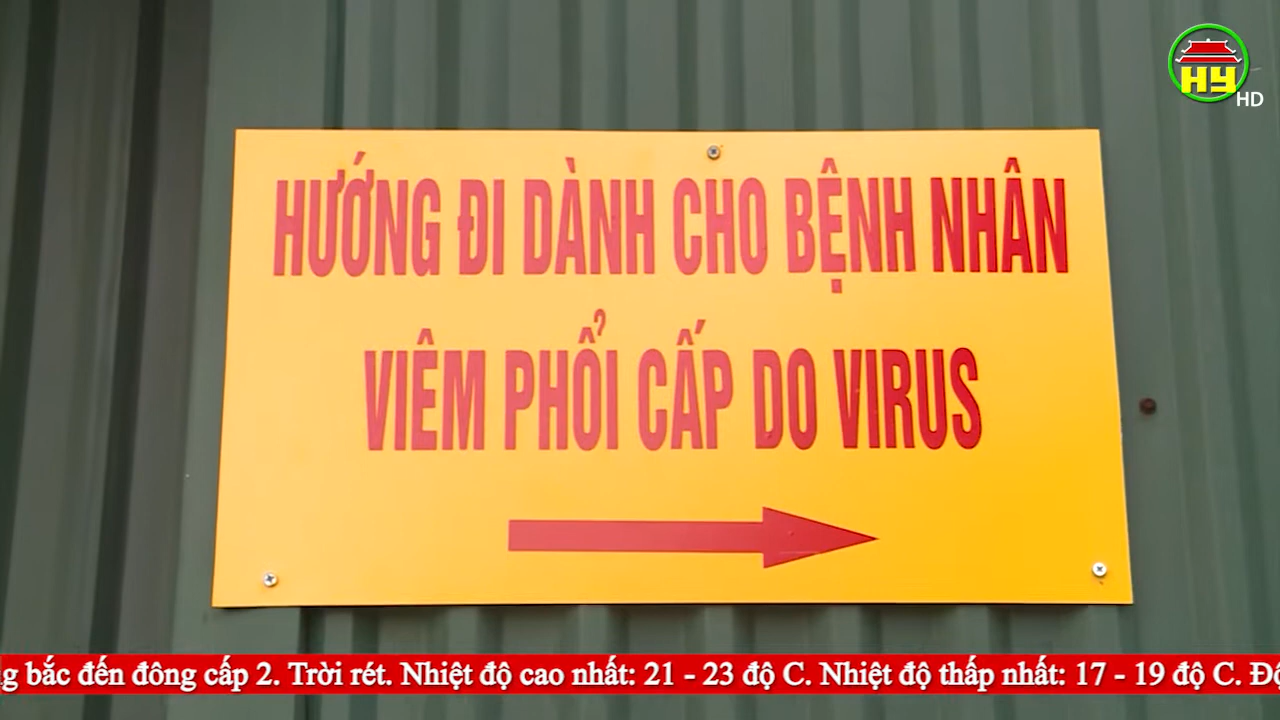 HY
HD
HƯỚNG ĐI DÀNH CHO BỆNH NHÂN
VIÊM PHỔI CẤP DO VIRUS
bắc đến đông cấp 2. Trời rét. Nhiệt độ cao nhất: 21 - 23 độ C. Nhiệt độ thấp nhất: 17 - 19 độ C.